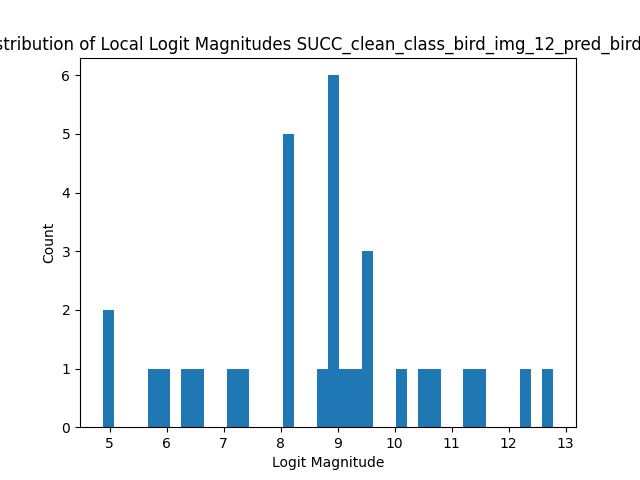 stribution of Local Logit Magnitudes SUCC_clean_class_bird_img_12_pred_bird
6
5
4
3
2
1
0
Count
5 6 7 8 9 10 11 12 13
Logit Magnitude